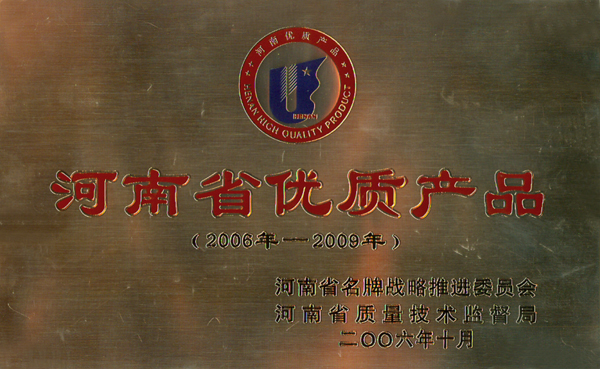 河南优质产品
HENAN HIGH QUALITY PRODUCT
HENAN
河南省优质产品
（2006年—2009年）
河南省名牌战略推进委员会
河南省质量技术监督局
二〇〇六年十月